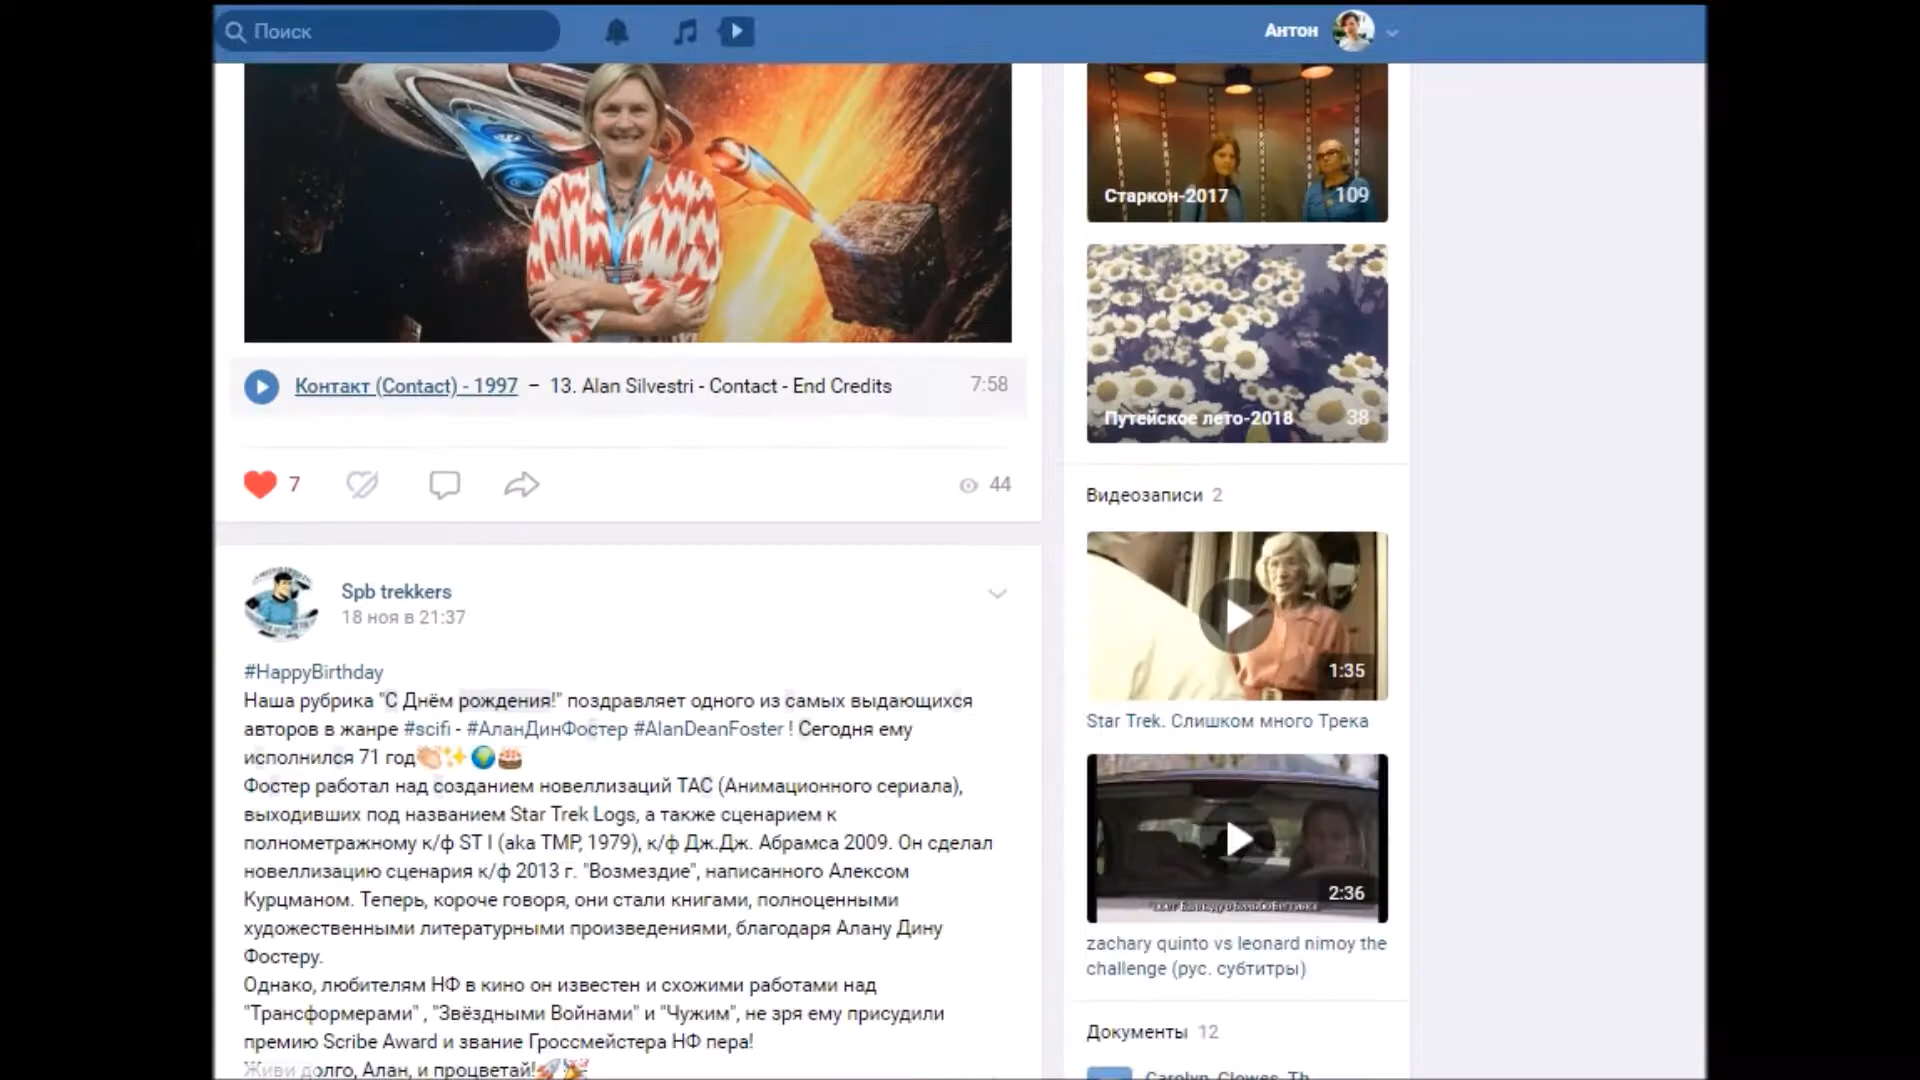 Поиск
Антон
Старкон-2017 109
Путейское лето-2018 38
Контакт (Contact) - 1997 – 13. Alan Silvestri - Contact - End Credits 7:58
7
44
Видеозаписи 2
1:35
Star Trek. Слишком много Трека
2:36
zachary quinto vs leonard nimoy the
challenge (рус. субтитры)
Документы 12
Carolyn_Clowes_Th
Spb trekkers
18 ноя в 21:37
#HappyBirthday
Наша рубрика "С Днём рождения!" поздравляет одного из самых выдающихся
авторов в жанре #scifi - #АланДинФостер #AlanDeanFoster ! Сегодня ему
исполнился 71 год👏✨🌍🎂
Фостер работал над созданием новеллизаций ТАС (Анимационного сериала),
выходивших под названием Star Trek Logs, а также сценарием к
полнометражному к/ф ST I (aka TMP, 1979), к/ф Дж.Дж. Абрамса 2009. Он сделал
новеллизацию сценария к/ф 2013 г. "Возмездие", написанного Алексом
Курцманом. Теперь, короче говоря, они стали книгами, полноценными
художественными литературными произведениями, благодаря Алану Дину
Фостеру.
Однако, любителям НФ в кино он известен и схожими работами над
"Трансформерами" , "Звёздными Войнами" и "Чужим", не зря ему присудили
премию Scribe Award и звание Гроссмейстера НФ пера!
Живи долго, Алан, и процветай!🚀🎉